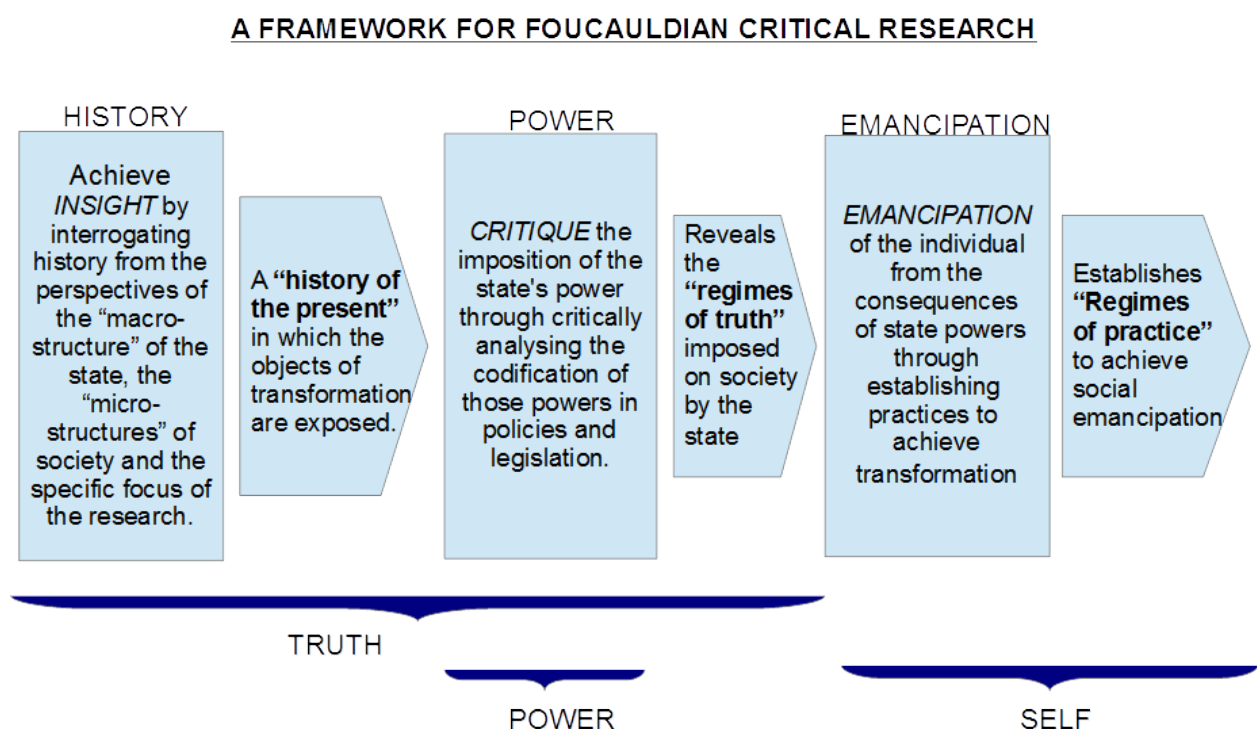 A FRAMEWORK FOR FOUCAULDIAN CRITICAL RESEARCH
HISTORY
Achieve
INSIGHT by
interrogating
history from the
perspectives of
the “macro-
structure” of the
state, the
“micro-
structures” of
society and the
specific focus of
the research.
A “history of
the present”
in which the
objects of
transformation
are exposed.
POWER
CRITIQUE the
imposition of the
state's power
through critically
analysing the
codification of
those powers in
policies and
legislation.
Reveals
the
“regimes
of truth”
imposed
on society
by the
state
EMANCIPATION
EMANCIPATION
of the individual
from the
consequences
of state powers
through
establishing
practices to
achieve
transformation
Establishes
“Regimes
of practice”
to achieve
social
emancipation
TRUTH
POWER
SELF